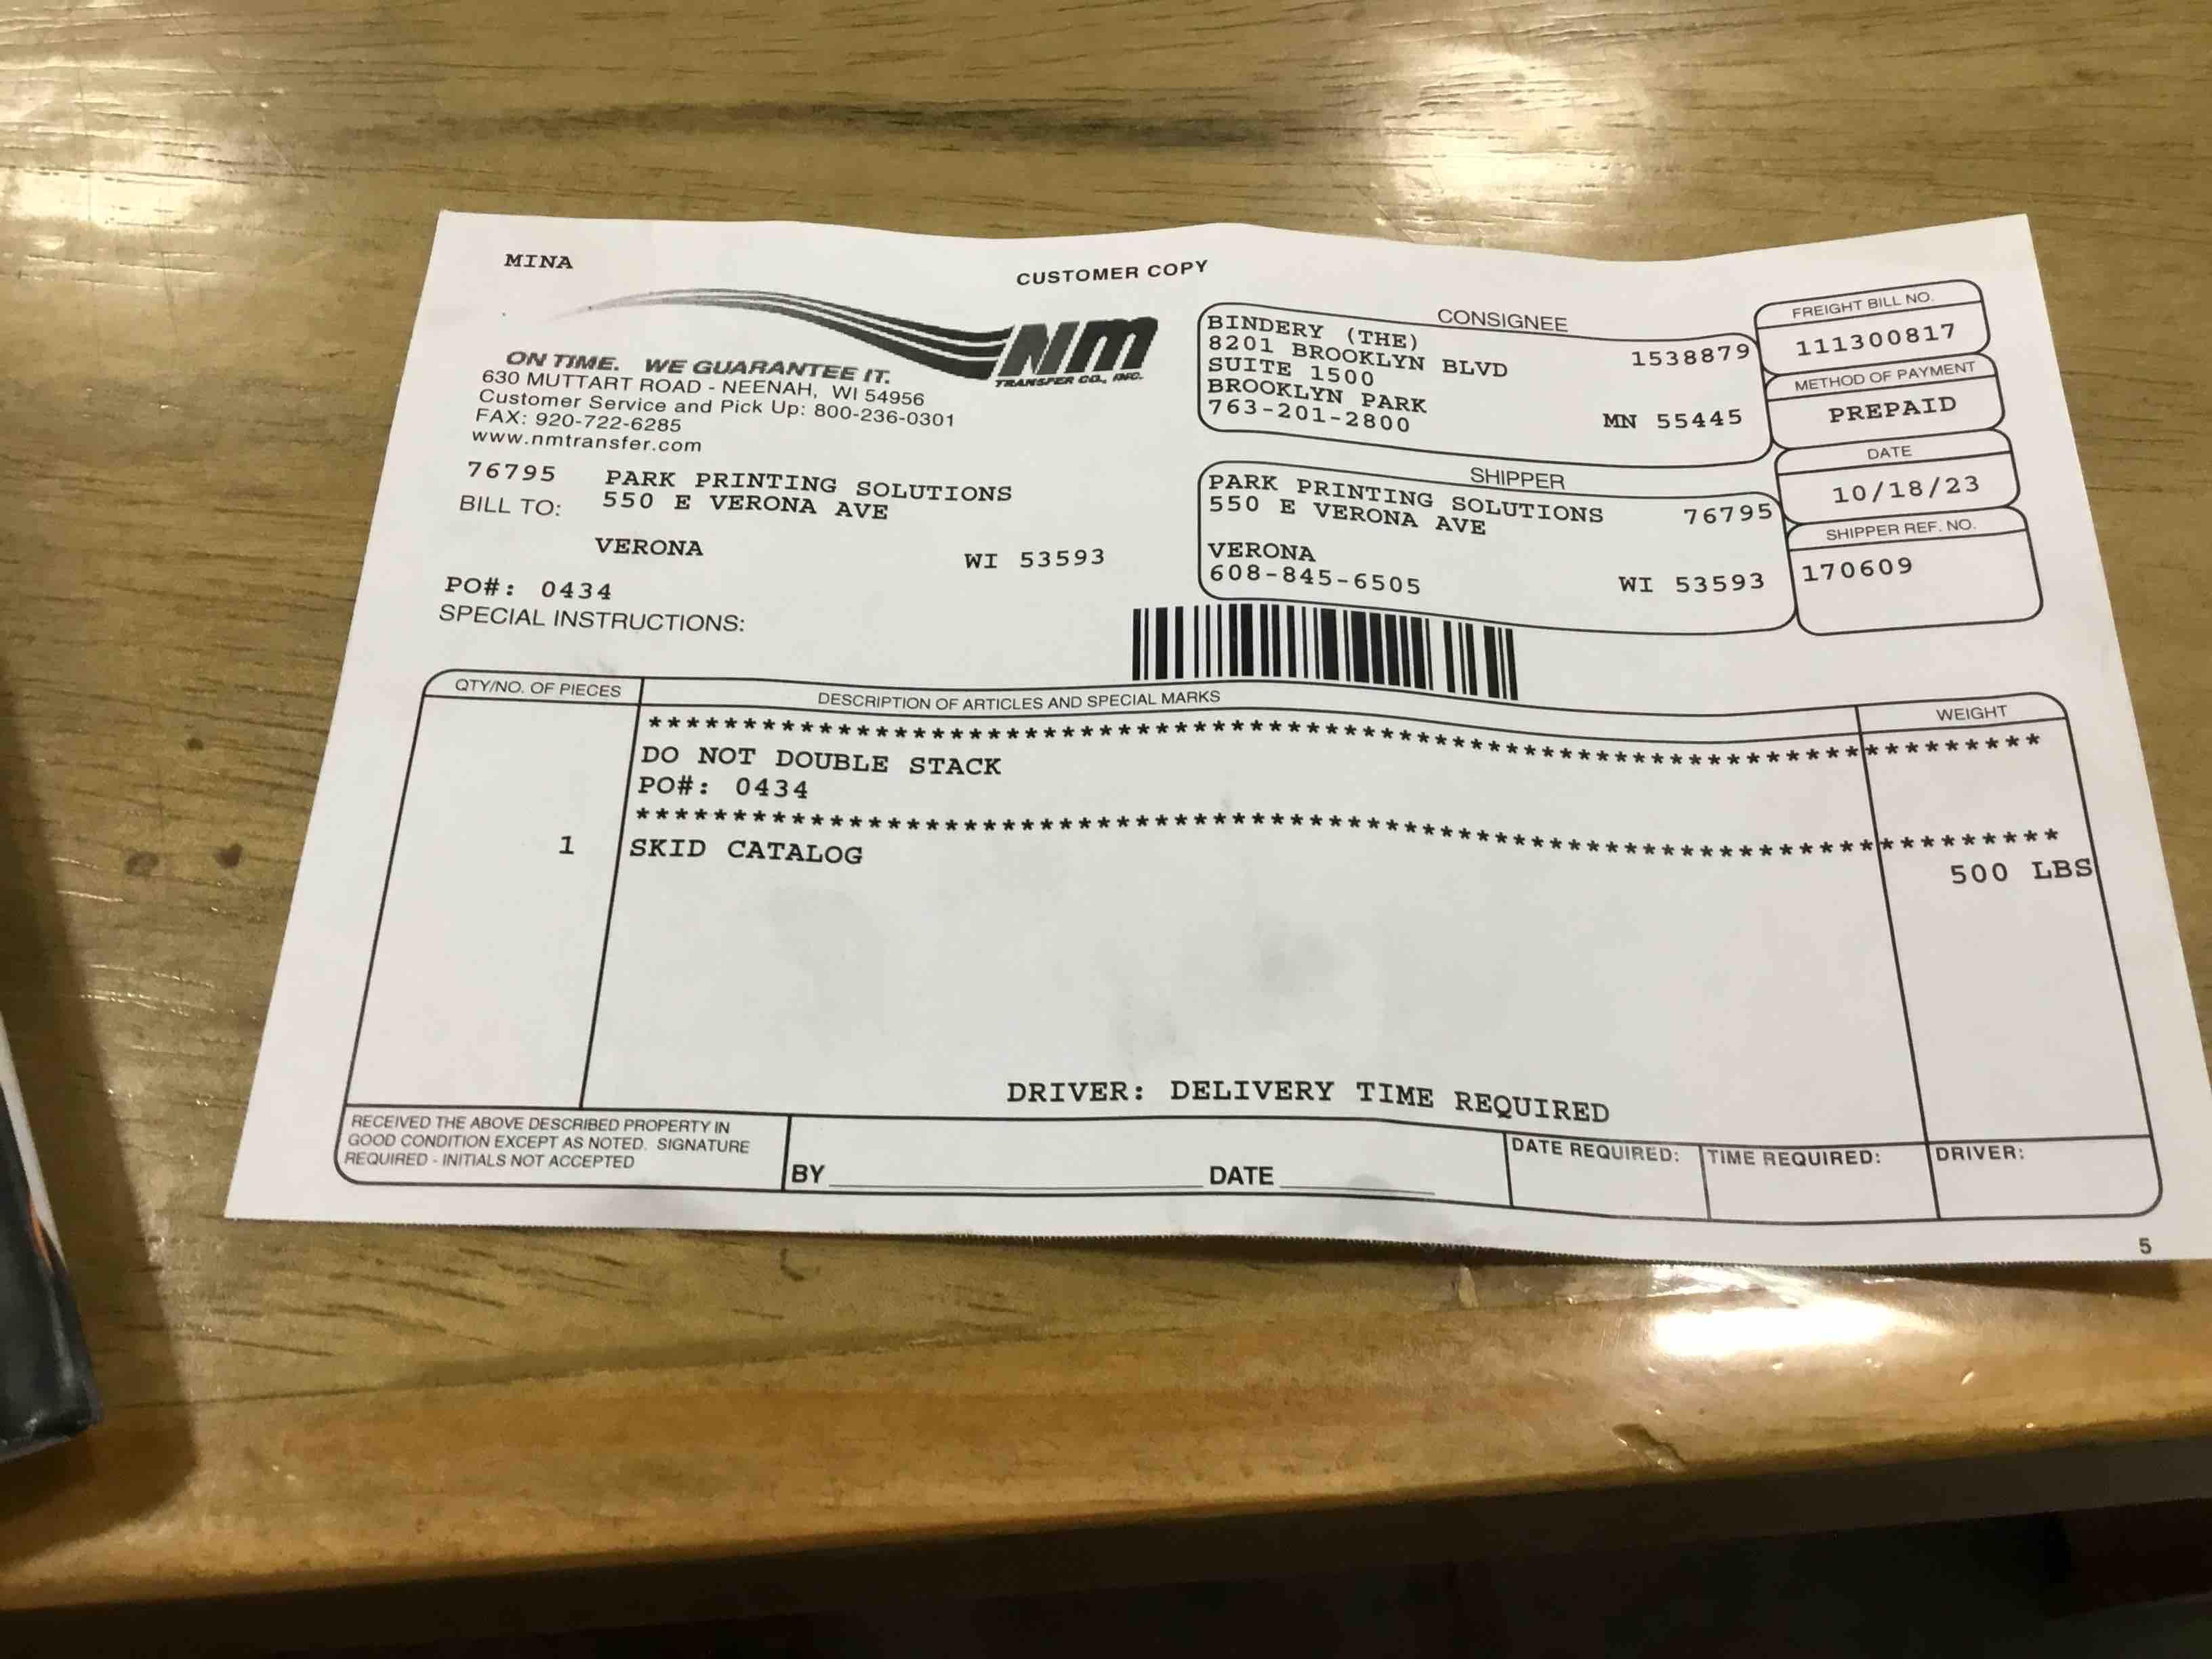 MINA
CUSTOMER COPY
NM
TRANSFER CO., INC.
ON TIME. WE GUARANTEE IT.
630 MUTTART ROAD - NEENAH, WI 54956
Customer Service and Pick Up: 800-236-0301
FAX: 920-722-6285
www.nmtransfer.com
76795 PARK PRINTING SOLUTIONS
BILL TO: 550 E VERONA AVE
VERONA WI 53593
PO#: 0434
SPECIAL INSTRUCTIONS:
CONSIGNEE
BINDERY (THE) 1538879
8201 BROOKLYN BLVD
SUITE 1500
BROOKLYN PARK MN 55445
763-201-2800
SHIPPER
PARK PRINTING SOLUTIONS 76795
550 E VERONA AVE
VERONA WI 53593
608-845-6505
FREIGHT BILL NO.
111300817
METHOD OF PAYMENT
PREPAID
DATE
10/18/23
SHIPPER REF. NO.
170609
QTY/NO. OF PIECES DESCRIPTION OF ARTICLES AND SPECIAL MARKS WEIGHT
*************************************************************************
DO NOT DOUBLE STACK
PO#: 0434
*************************************************************************
1 SKID CATALOG 500 LBS
DRIVER: DELIVERY TIME REQUIRED
RECEIVED THE ABOVE DESCRIBED PROPERTY IN
GOOD CONDITION EXCEPT AS NOTED. SIGNATURE
REQUIRED - INITIALS NOT ACCEPTED
BY DATE
DATE REQUIRED: TIME REQUIRED: DRIVER:
5